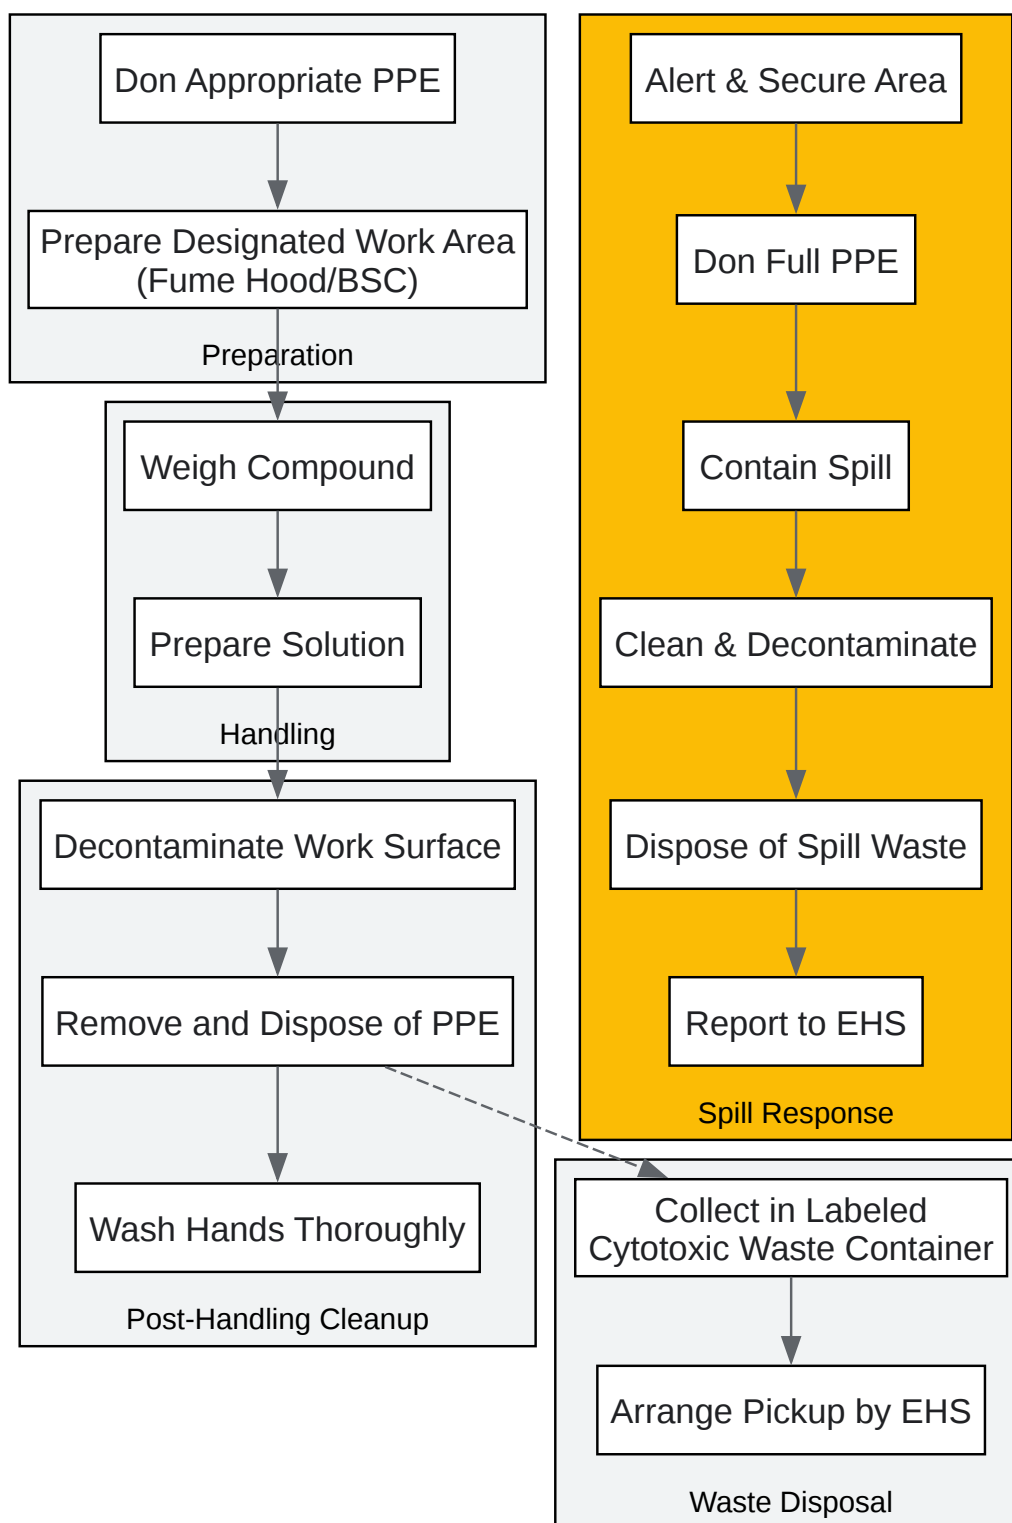 Don Appropriate PPE
Prepare Designated Work Area
(Fume Hood/BSC)
Preparation
Weigh Compound
Prepare Solution
Handling
Decontaminate Work Surface
Remove and Dispose of PPE
Wash Hands Thoroughly
Post-Handling Cleanup
Alert & Secure Area
Don Full PPE
Contain Spill
Clean & Decontaminate
Dispose of Spill Waste
Report to EHS
Spill Response
Collect in Labeled
Cytotoxic Waste Container
Arrange Pickup by EHS
Waste Disposal